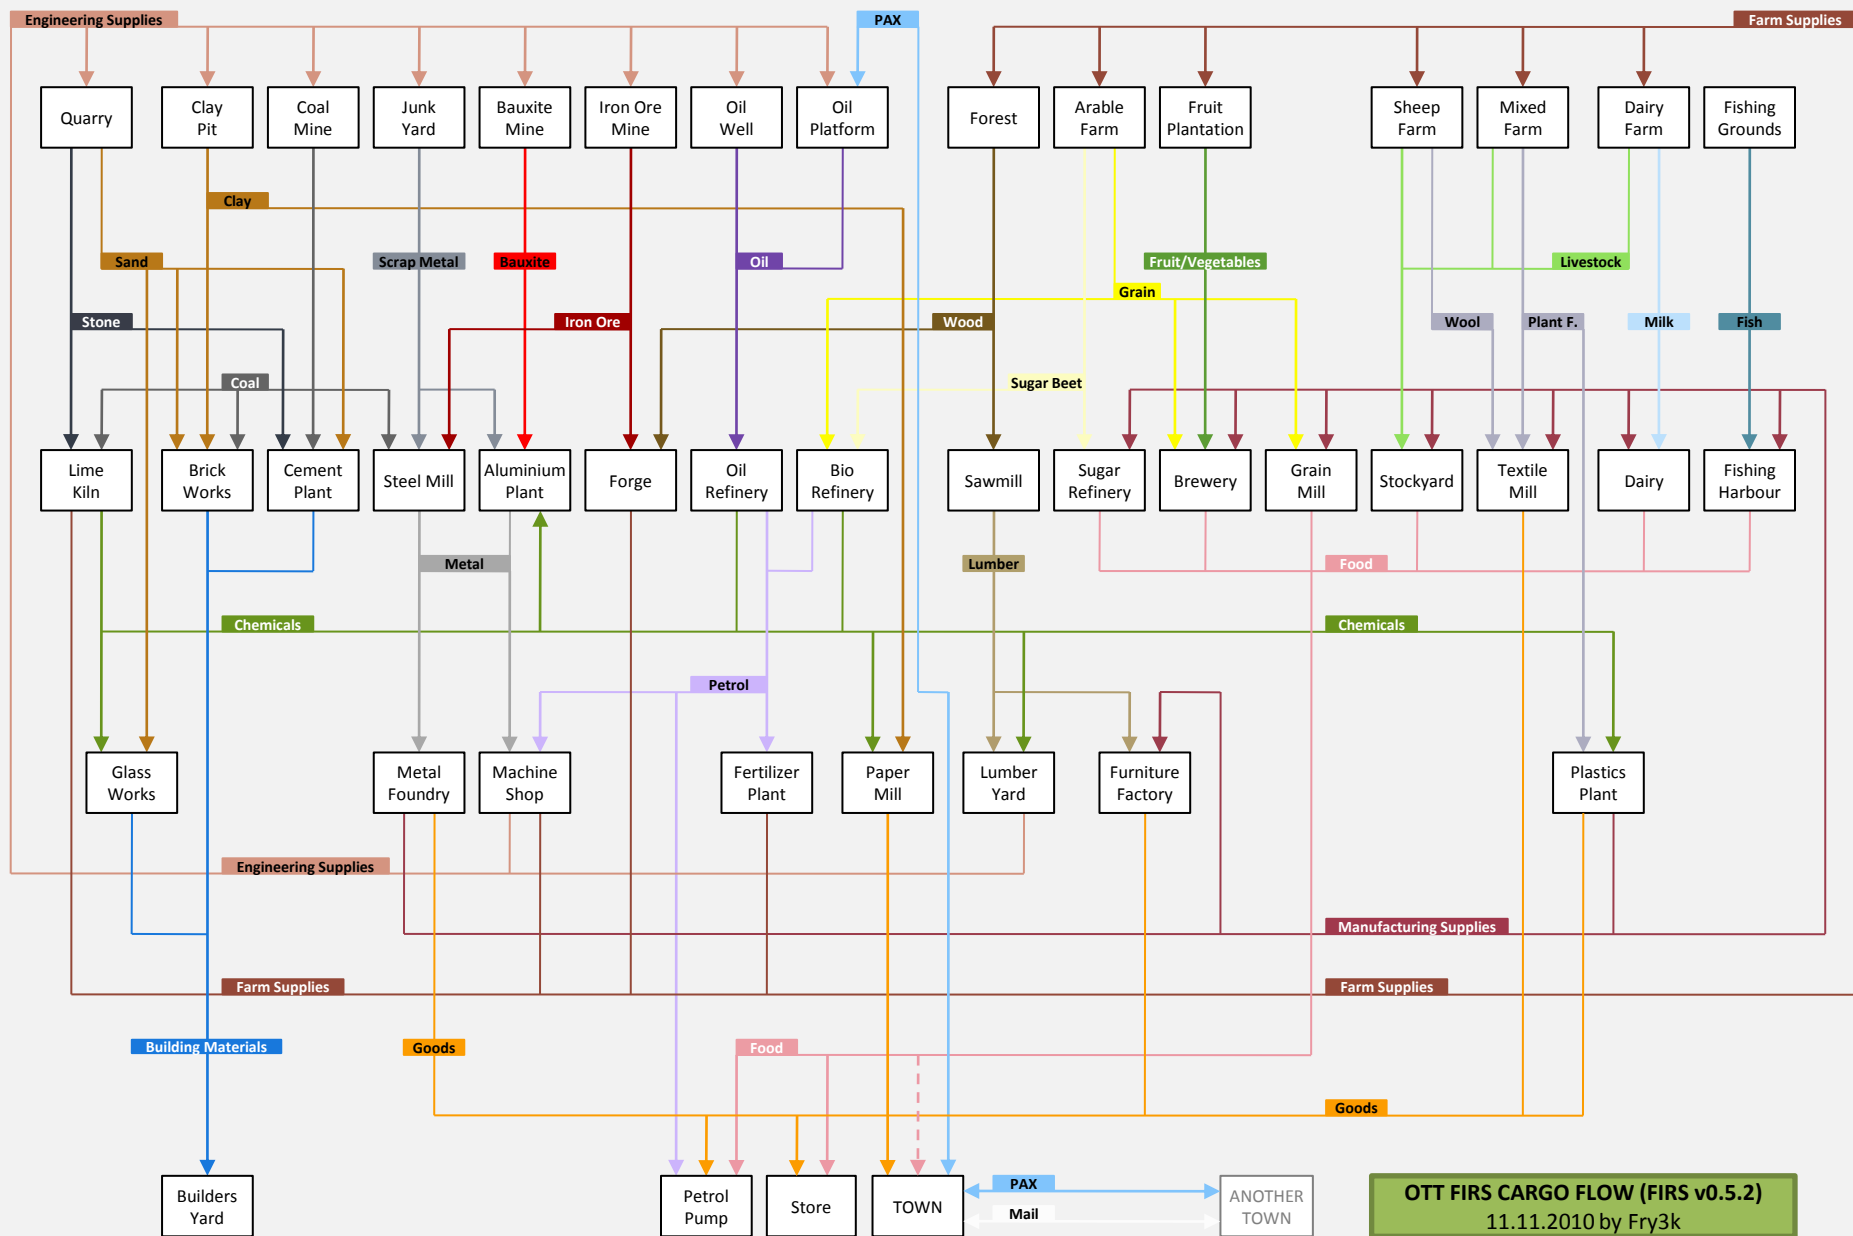 Engineering Supplies
PAX
Farm Supplies
Quarry
Clay
Pit
Coal
Mine
Junk
Yard
Bauxite
Mine
Iron Ore
Mine
Oil
Well
Oil
Platform
Forest
Arable
Farm
Fruit
Plantation
Sheep
Farm
Mixed
Farm
Dairy
Farm
Fishing
Grounds
Clay
Sand
Scrap Metal
Bauxite
Oil
Fruit/Vegetables
Livestock
Grain
Stone
Iron Ore
Wood
Wool
Plant F.
Milk
Fish
Coal
Sugar Beet
Lime
Kiln
Brick
Works
Cement
Plant
Steel Mill
Aluminium
Plant
Forge
Oil
Refinery
Bio
Refinery
Sawmill
Sugar
Refinery
Brewery
Grain
Mill
Stockyard
Textile
Mill
Dairy
Fishing
Harbour
Metal
Lumber
Food
Chemicals
Chemicals
Petrol
Glass
Works
Metal
Foundry
Machine
Shop
Fertilizer
Plant
Paper
Mill
Lumber
Yard
Furniture
Factory
Plastics
Plant
Engineering Supplies
Manufacturing Supplies
Farm Supplies
Farm Supplies
Building Materials
Goods
Food
Goods
Builders
Yard
Petrol
Pump
Store
TOWN
PAX
Mail
ANOTHER
TOWN
OTT FIRS CARGO FLOW (FIRS v0.5.2)
11.11.2010 by Fry3k